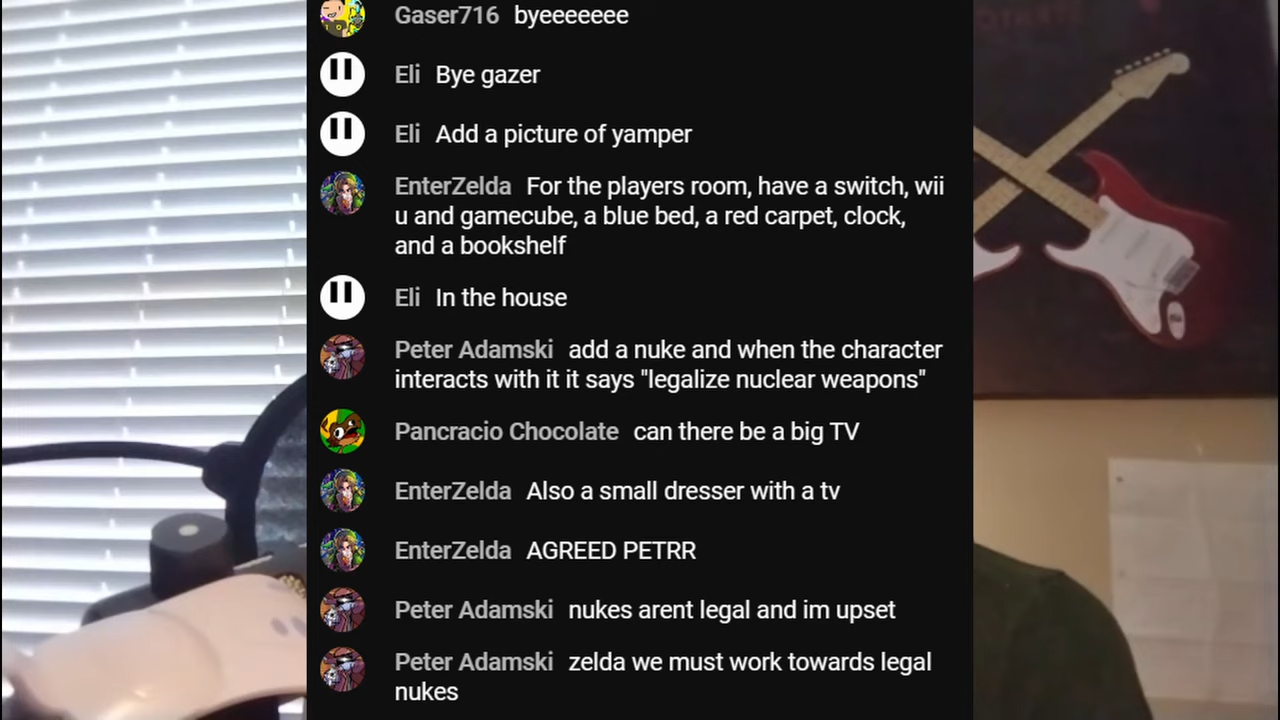 Gaser716 byeeeeeee
Eli Bye gazer
Eli Add a picture of yamper
EnterZelda For the players room, have a switch, wii
u and gamecube, a blue bed, a red carpet, clock,
and a bookshelf
Eli In the house
Peter Adamski add a nuke and when the character
interacts with it it says "legalize nuclear weapons"
Pancracio Chocolate can there be a big TV
EnterZelda Also a small dresser with a tv
EnterZelda AGREED PETRR
Peter Adamski nukes arent legal and im upset
Peter Adamski zelda we must work towards legal
nukes